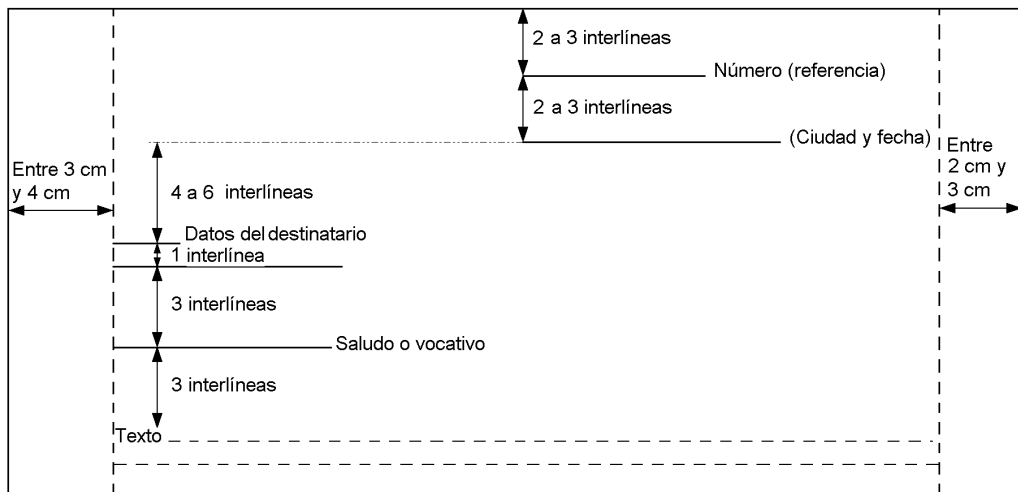 2 a 3 interlíneas
Número (referencia)
2 a 3 interlíneas
(Ciudad y fecha)
Entre
2 cm y
3 cm
Entre 3 cm
y 4 cm
4 a 6 interlíneas
Datos del destinatario
1 interlínea
3 interlíneas
Saludo o vocativo
3 interlíneas
Texto